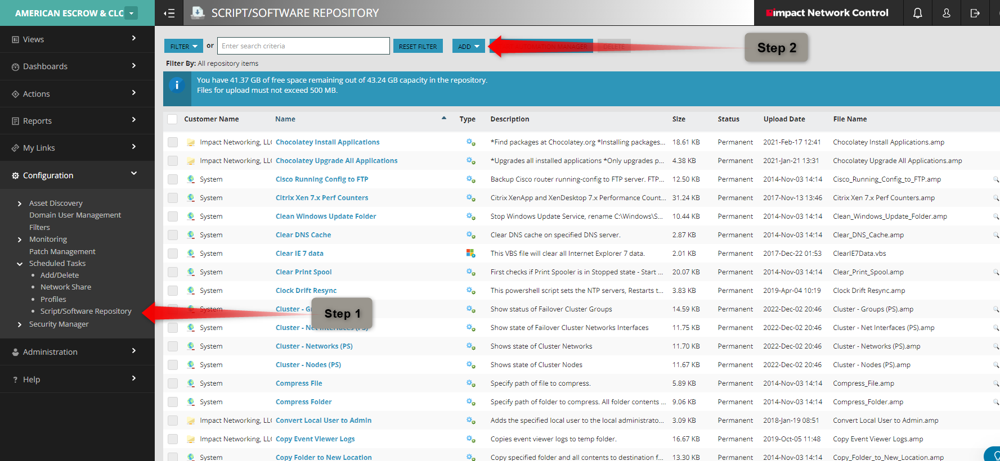 AMERICAN ESCROW & CLO
SCRIPT/SOFTWARE REPOSITORY
impact Network Control
Views
Dashboards
Actions
Reports
My Links
Configuration
Asset Discovery
Domain User Management
Filters
Monitoring
Patch Management
Scheduled Tasks
Add/Delete
Network Share
Profiles
Script/Software Repository
Security Manager
Administration
? Help
FILTER or Enter search criteria RESET FILTER ADD AUTOMATION MANAGER DELETE
Step 2
Filter By: All repository items
You have 41.37 GB of free space remaining out of 43.24 GB capacity in the repository.
Files for upload must not exceed 500 MB.
Customer Name Name Type Description Size Status Upload Date File Name
Impact Networking, LLC Chocolatey Install Applications *Find packages at Chocolatey.org *Installing packages... 18.61 KB Permanent 2021-Feb-17 12:41 Chocolatey Install Applications.amp
Impact Networking, LLC Chocolatey Upgrade All Applications *Upgrades all installed applications *Only upgrades p... 4.38 KB Permanent 2021-Jan-21 13:31 Chocolatey Upgrade All Applications.amp
System Cisco Running Config to FTP Backup Cisco router running-config to FTP server. FTP... 12.50 KB Permanent 2014-Nov-03 14:14 Cisco_Running_Config_to_FTP.amp
System Citrix Xen 7.x Perf Counters Citrix XenApp and XenDesktop 7.x Performance Count... 31.24 KB Permanent 2017-Nov-13 13:46 Citrix Xen 7.x Perf Counters.amp
System Clean Windows Update Folder Stop Windows Update Service, rename C:\Windows\S... 10.44 KB Permanent 2014-Nov-03 14:14 Clean_Windows_Update_Folder.amp
System Clear DNS Cache Clear DNS cache on specified DNS server. 2.87 KB Permanent 2014-Nov-03 14:14 Clear_DNS_Cache.amp
System Clear IE 7 data This VBS file will clear all Internet Explorer 7 data. 2.01 KB Permanent 2017-Dec-22 01:53 ClearIE7Data.vbs
System Clear Print Spool First checks if Print Spooler is in Stopped state - Start ... 20.07 KB Permanent 2014-Nov-03 14:14 Clear_Print_Spool.amp
System Clock Drift Resync This powershell script sets the NTP servers, Restarts t... 3.83 KB Permanent 2019-Apr-04 10:19 Clock Drift Resync.amp
System Cluster - Show status of Failover Cluster Groups 14.59 KB Permanent 2022-Dec-02 20:46 Cluster - Groups (PS).amp
Step 1
System Cluster - Net Interfaces (PS) Show state of Failover Cluster Networks Interfaces 11.75 KB Permanent 2022-Dec-02 20:46 Cluster - Net Interfaces (PS).amp
System Cluster - Networks (PS) Shows state of Cluster Networks 11.70 KB Permanent 2022-Dec-02 20:46 Cluster - Networks (PS).amp
System Cluster - Nodes (PS) Shows state of Cluster Nodes 11.67 KB Permanent 2022-Dec-02 20:46 Cluster - Nodes (PS).amp
System Compress File Specify path of file to compress. 5.89 KB Permanent 2014-Nov-03 14:14 Compress_File.amp
System Compress Folder Specify path of folder to compress. All folder contents ... 9.06 KB Permanent 2014-Nov-03 14:14 Compress_Folder.amp
Impact Networking, LLC Convert Local User to Admin Adds the specified local user to the local administrato... 3.09 KB Permanent 2018-Jan-19 08:51 Convert Local User to Admin.amp
Impact Networking, LLC Copy Event Viewer Logs Copies event viewer logs to temp folder. 16.67 KB Permanent 2019-Oct-05 11:48 Copy Event Viewer Logs.amp
System Copy Folder to New Location Copy specified folder and all contents to destination f... 13.30 KB Permanent 2014-Nov-03 14:14 Copy_Folder_to_New_Location.amp